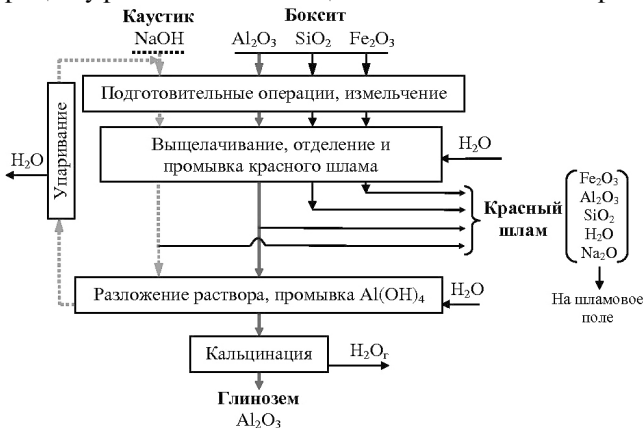 Каустик
NaOH
Боксит
Al₂O₃ SiO₂ Fe₂O₃
Подготовительные операции, измельчение
Упаривание
H₂O
Выщелачивание, отделение и
промывка красного шлама
H₂O
Красный
шлам
Fe₂O₃
Al₂O₃
SiO₂
H₂O
Na₂O
На шламовое
поле
Разложение раствора, промывка Al(OH)₄
H₂O
Кальцинация
H₂Oг
Глинозем
Al₂O₃